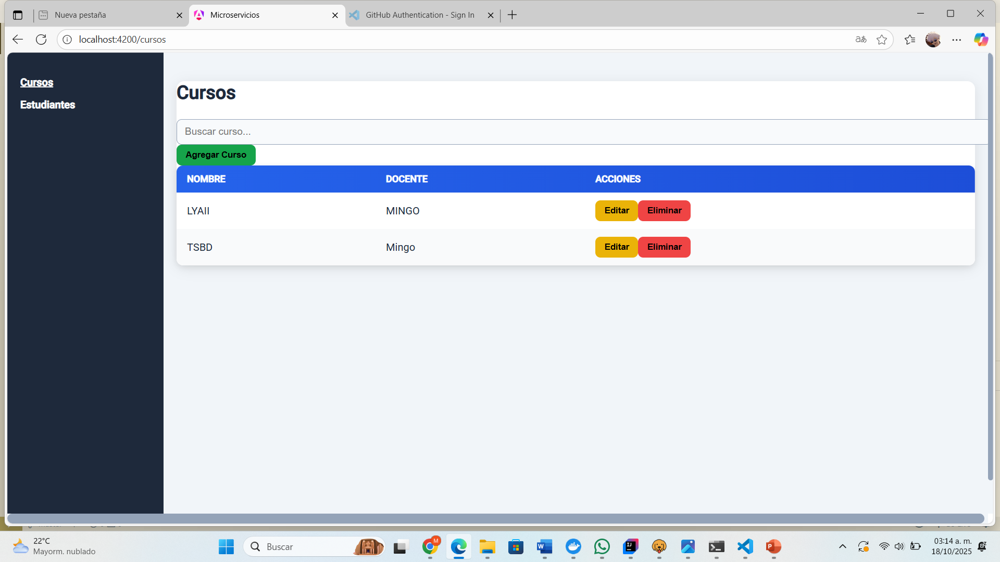 Nueva pestaña
Microservicios
GitHub Authentication - Sign In
localhost:4200/cursos
Cursos
Estudiantes
Cursos
Buscar curso...
Agregar Curso
NOMBRE DOCENTE ACCIONES
LYAII MINGO Editar Eliminar
TSBD Mingo Editar Eliminar
22°C
Mayorm. nublado
Buscar
03:14 a. m.
18/10/2025